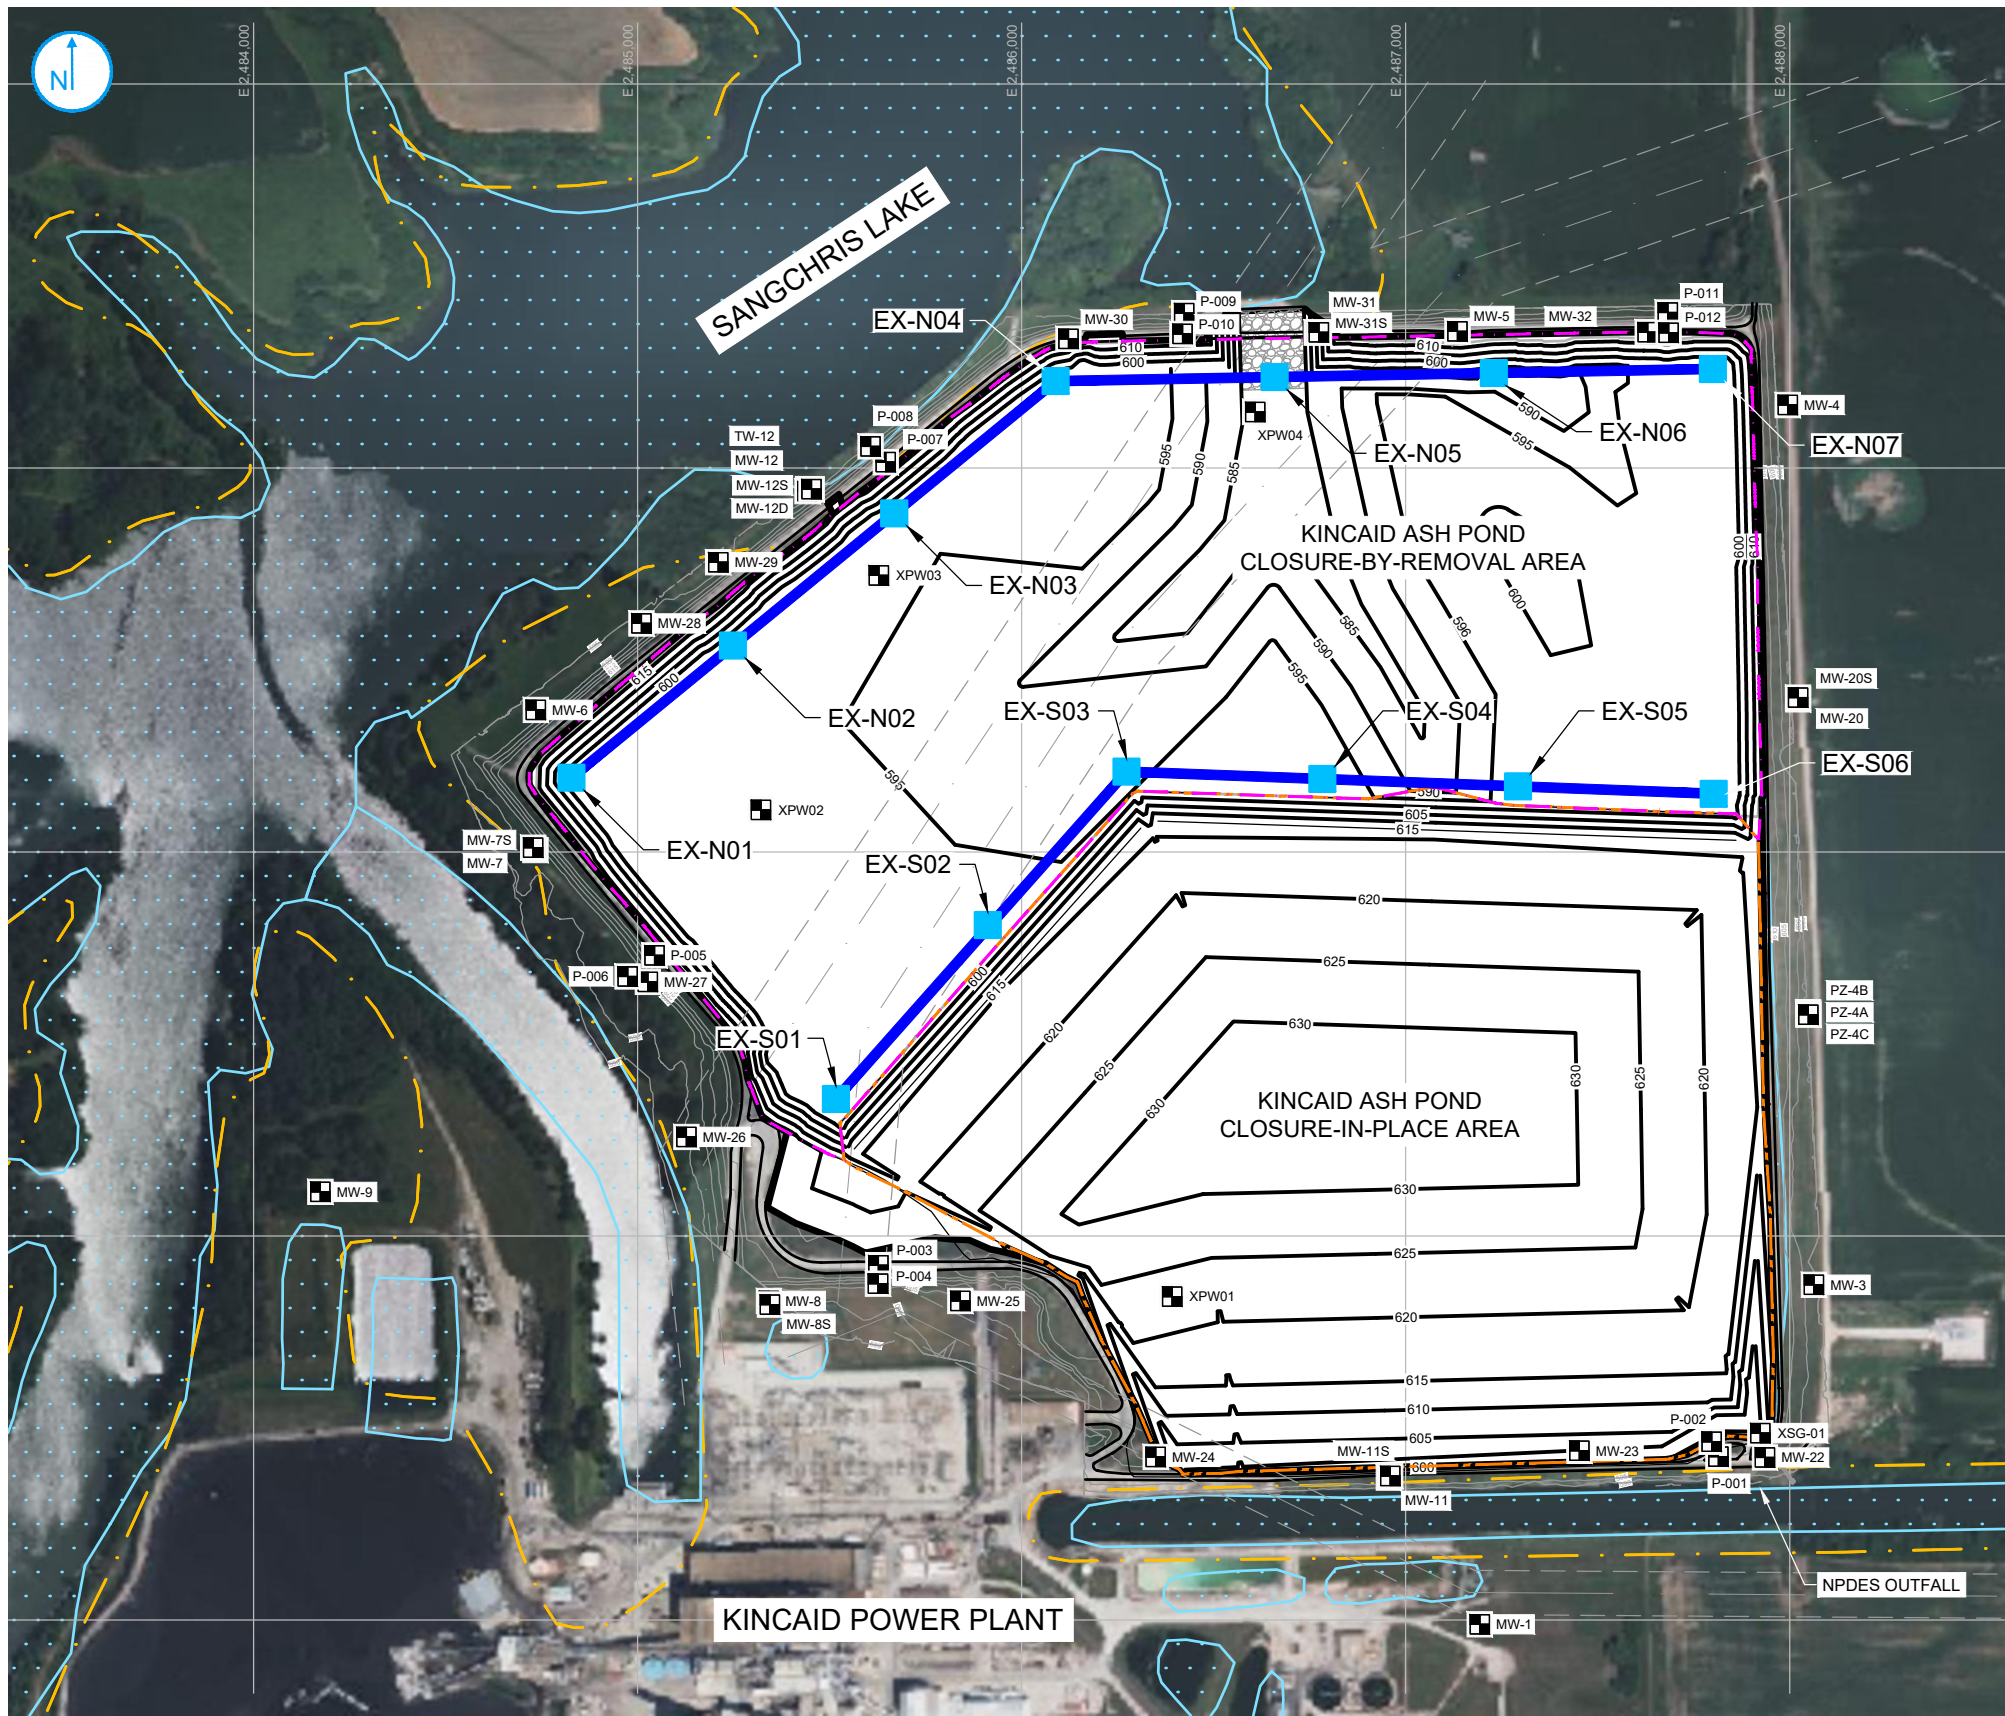 N
E 2,484,000
E 2,485,000
E 2,486,000
E 2,487,000
E 2,488,000
SANGCHRIS LAKE
EX-N04
MW-30
P-009
P-010
MW-31
MW-31S
MW-5
MW-32
P-011
P-012
610
600
610
600
MW-4
EX-N07
EX-N06
EX-N05
XPW04
590
595
595
590
585
P-008
P-007
TW-12
MW-12
MW-12S
MW-12D
MW-29
XPW03
EX-N03
KINCAID ASH POND
CLOSURE-BY-REMOVAL AREA
600
610
600
596
585
590
595
MW-28
615
600
MW-6
EX-N02
EX-S03
EX-S04
EX-S05
EX-S06
MW-20S
MW-20
595
XPW02
590
605
615
MW-7S
MW-7
EX-N01
EX-S02
620
P-005
P-006
MW-27
600
615
625
PZ-4B
PZ-4A
PZ-4C
EX-S01
620
625
630
630
630
625
620
KINCAID ASH POND
CLOSURE-IN-PLACE AREA
MW-26
MW-9
630
P-003
P-004
625
MW-8
MW-8S
MW-25
XPW01
620
MW-3
615
610
605
600
P-002
XSG-01
MW-24
MW-11S
MW-23
MW-22
P-001
MW-11
NPDES OUTFALL
KINCAID POWER PLANT
MW-1